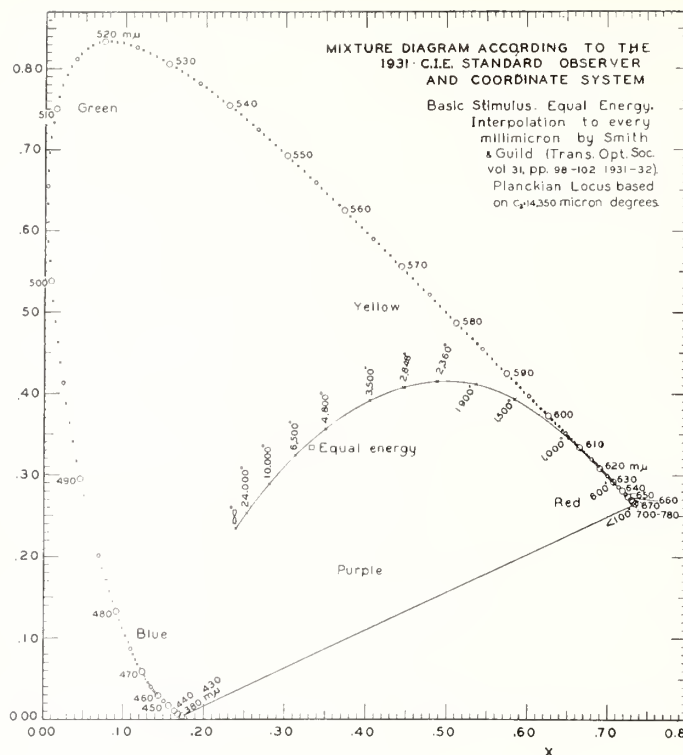 MIXTURE DIAGRAM ACCORDING TO THE
1931 C.I.E. STANDARD OBSERVER
AND COORDINATE SYSTEM
Basic Stimulus. Equal Energy.
Interpolation to every
millimicron by Smith
& Guild (Trans. Opt. Soc.
vol 31, pp. 98-102 1931-32).
Planckian Locus based
on c₂=14,350 micron degrees.
520 mμ
530
540
550
560
570
580
590
600
610
620 mμ
630
640
650
660
670
700-780
510
500
490
480
470
460
450
440
430
380 mμ
Green
Yellow
Red
Purple
Blue
Equal energy
∞
24,000°
10,000°
6,500°
4,800°
3,500°
2,848°
2,360°
1900°
1,500°
1,000°
800°
<100°
0.80
.70
.60
.50
.40
.30
.20
.10
0.00
0.00
.10
.20
.30
.40
.50
.60
.70
0.8
X